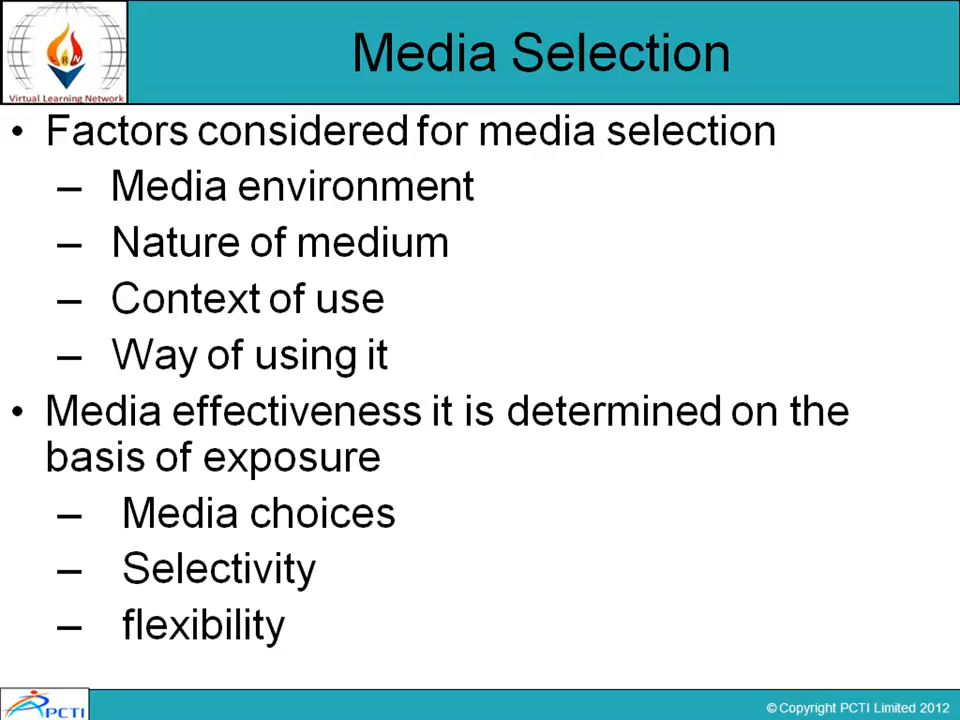 Media Selection
Virtual Learning Network
• Factors considered for media selection
– Media environment
– Nature of medium
– Context of use
– Way of using it
• Media effectiveness it is determined on the
basis of exposure
– Media choices
– Selectivity
– flexibility
PCTI
© Copyright PCTI Limited 2012